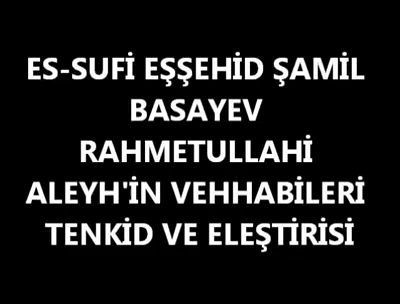 ES-SUFİ EŞŞEHİD ŞAMİL
BASAYEV
RAHMETULLAHİ
ALEYH'İN VEHHABİLERİ
TENKİD VE ELEŞTİRİSİ